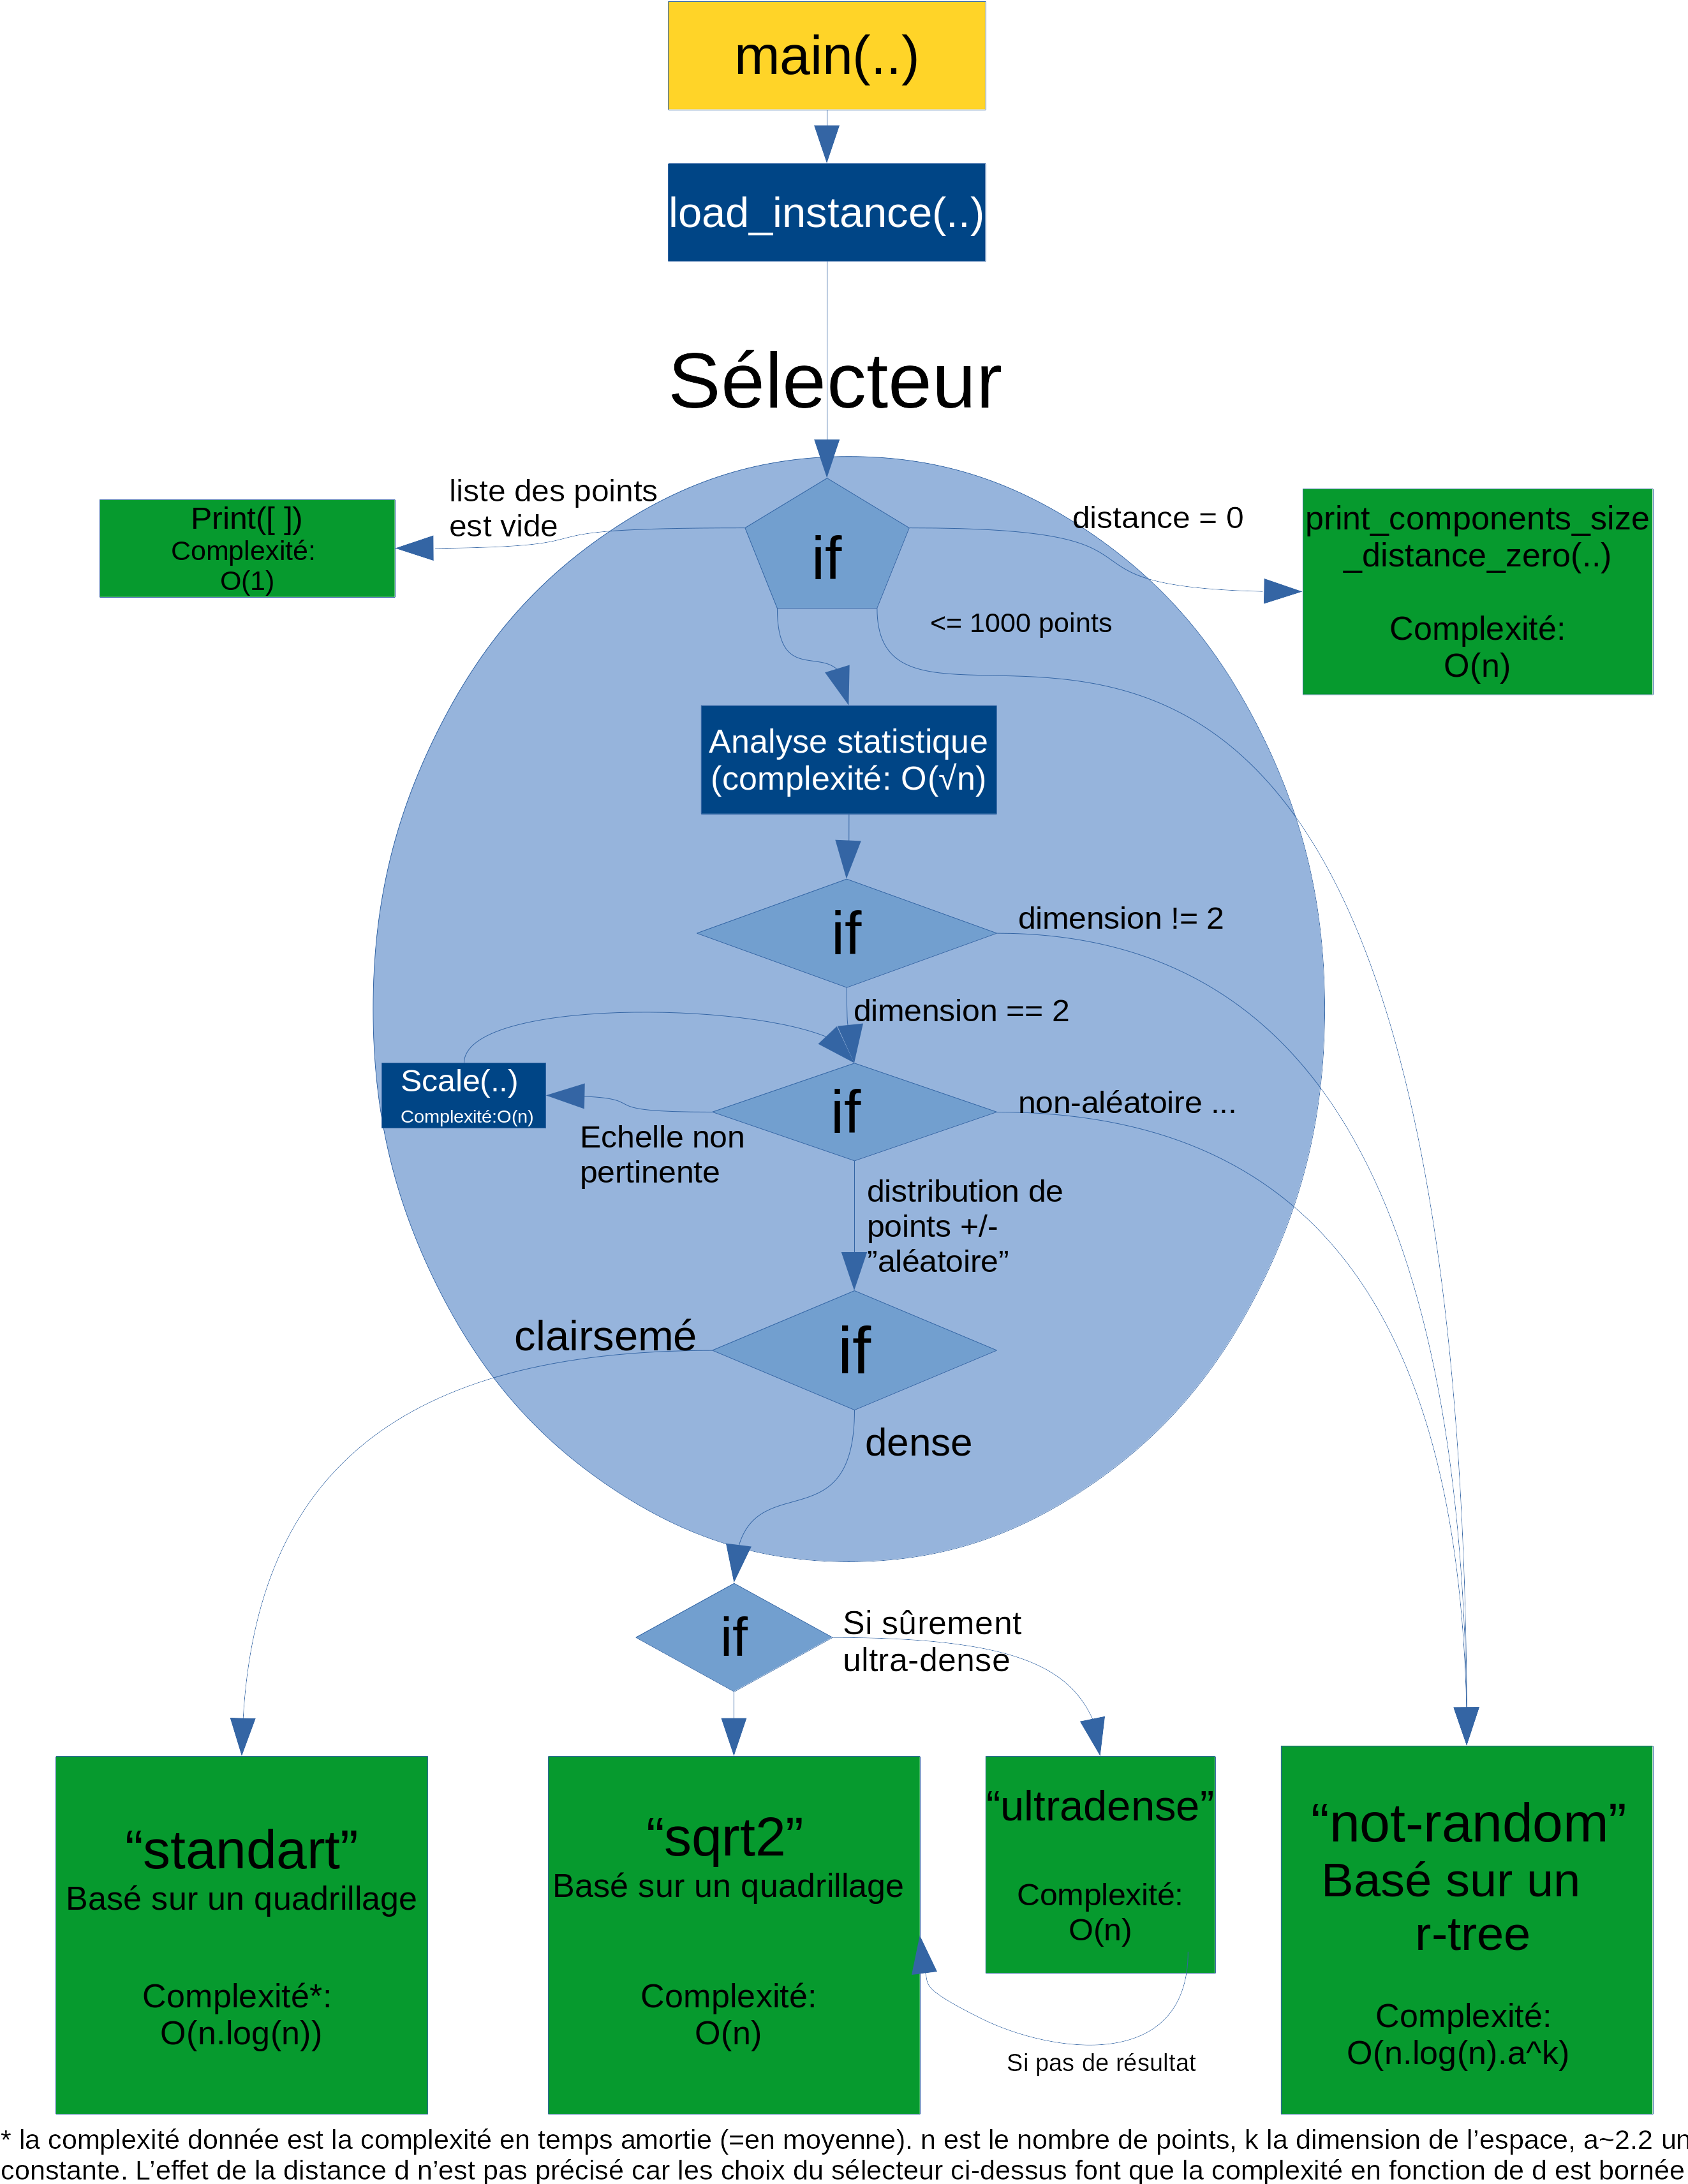 main(..)
load_instance(..)
Sélecteur
liste des points
est vide
Print([ ])
Complexité:
O(1)
if
distance = 0
print_components_size
_distance_zero(..)
Complexité:
O(n)
<= 1000 points
Analyse statistique
(complexité: O(√n)
if
dimension != 2
dimension == 2
Scale(..)
Complexité:O(n)
if
non-aléatoire ...
Echelle non
pertinente
distribution de
points +/-
”aléatoire”
clairsemé
if
dense
if
Si sûrement
ultra-dense
“standart”
Basé sur un quadrillage
Complexité*:
O(n.log(n))
“sqrt2”
Basé sur un quadrillage
Complexité:
O(n)
“ultradense”
Complexité:
O(n)
Si pas de résultat
“not-random”
Basé sur un
r-tree
Complexité:
O(n.log(n).a^k)
* la complexité donnée est la complexité en temps amortie (=en moyenne). n est le nombre de points, k la dimension de l’espace, a~2.2 un
constante. L’effet de la distance d n’est pas précisé car les choix du sélecteur ci-dessus font que la complexité en fonction de d est bornée